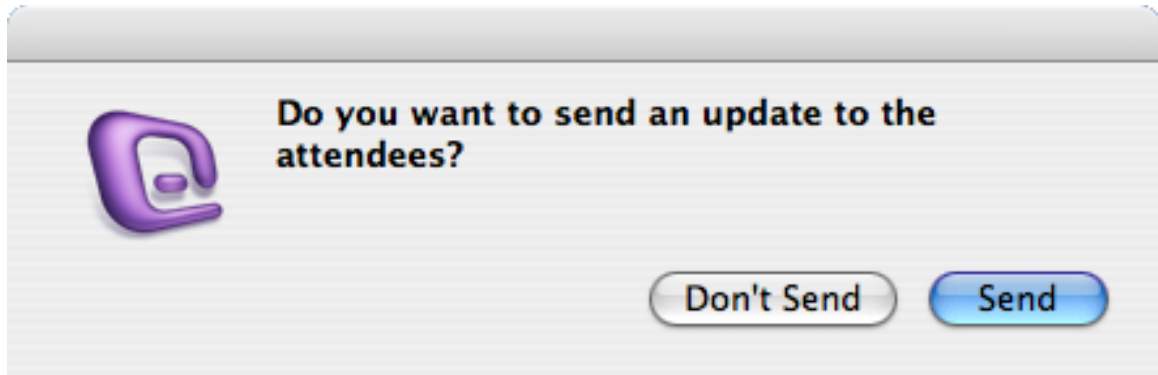 Do you want to send an update to the
attendees?
Don't Send Send